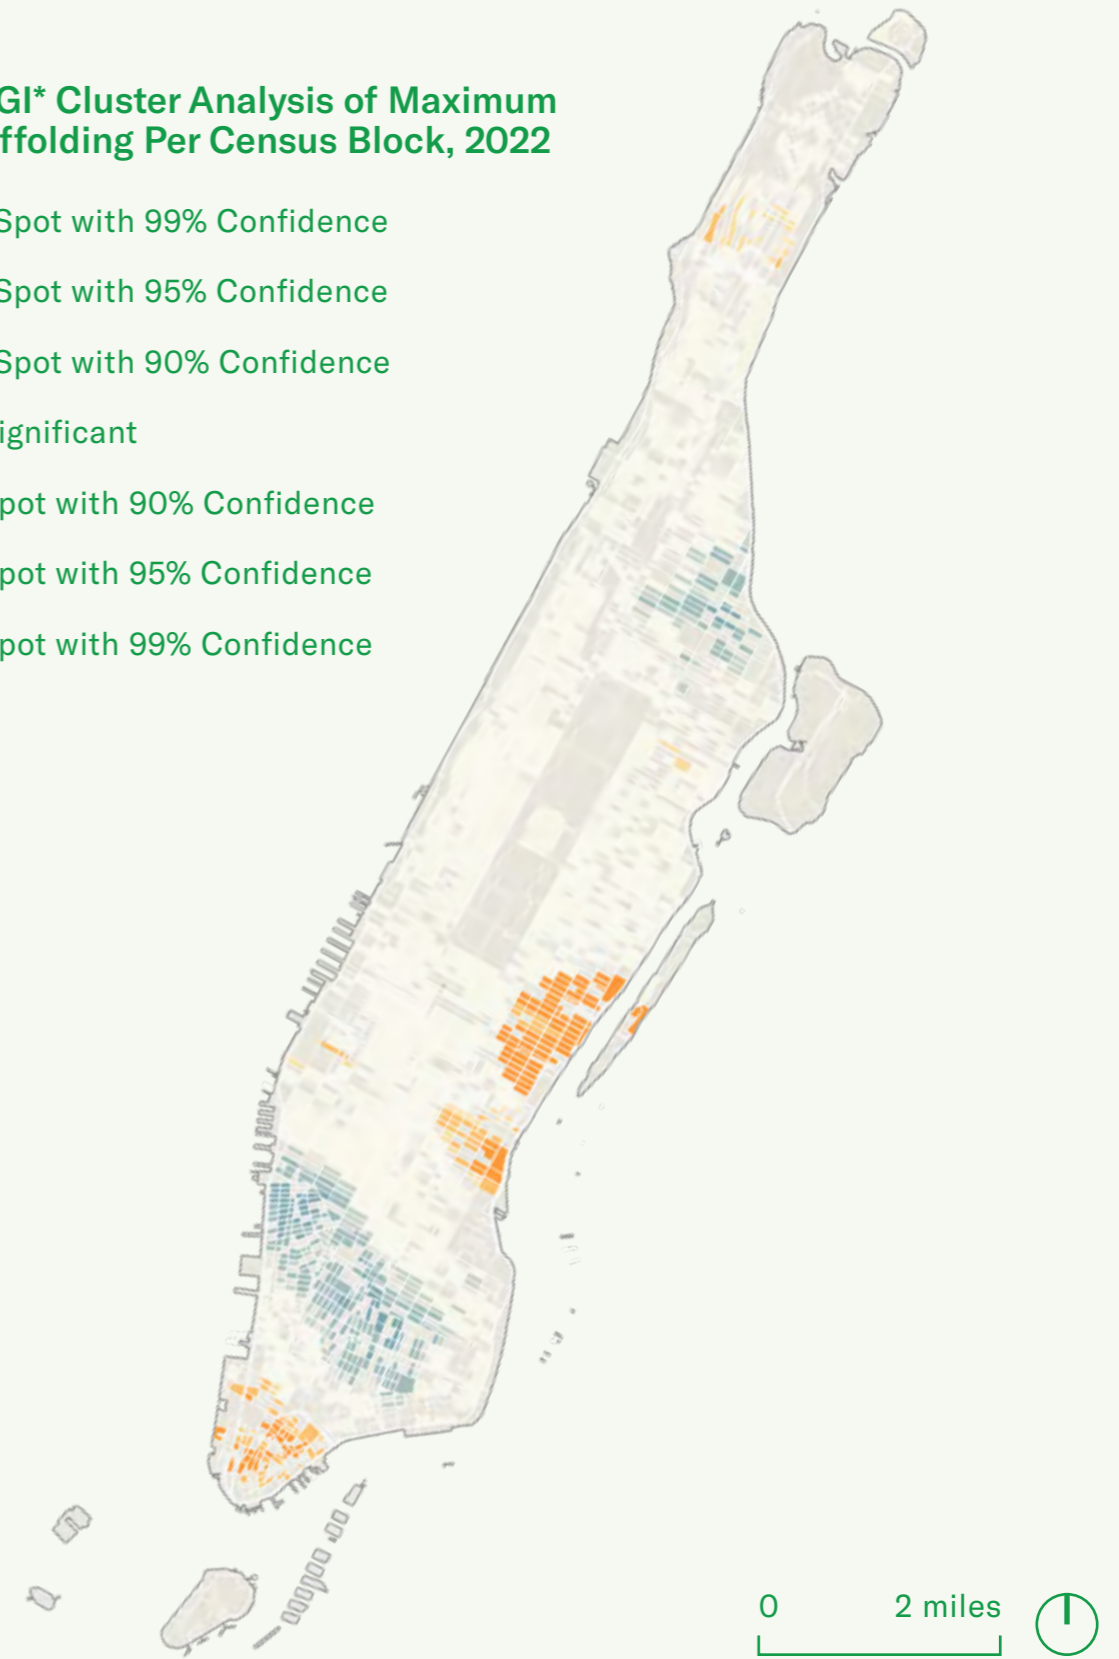 GI* Cluster Analysis of Maximum
ffolding Per Census Block, 2022
Spot with 99% Confidence
Spot with 95% Confidence
Spot with 90% Confidence
ignificant
pot with 90% Confidence
pot with 95% Confidence
pot with 99% Confidence
0 2 miles